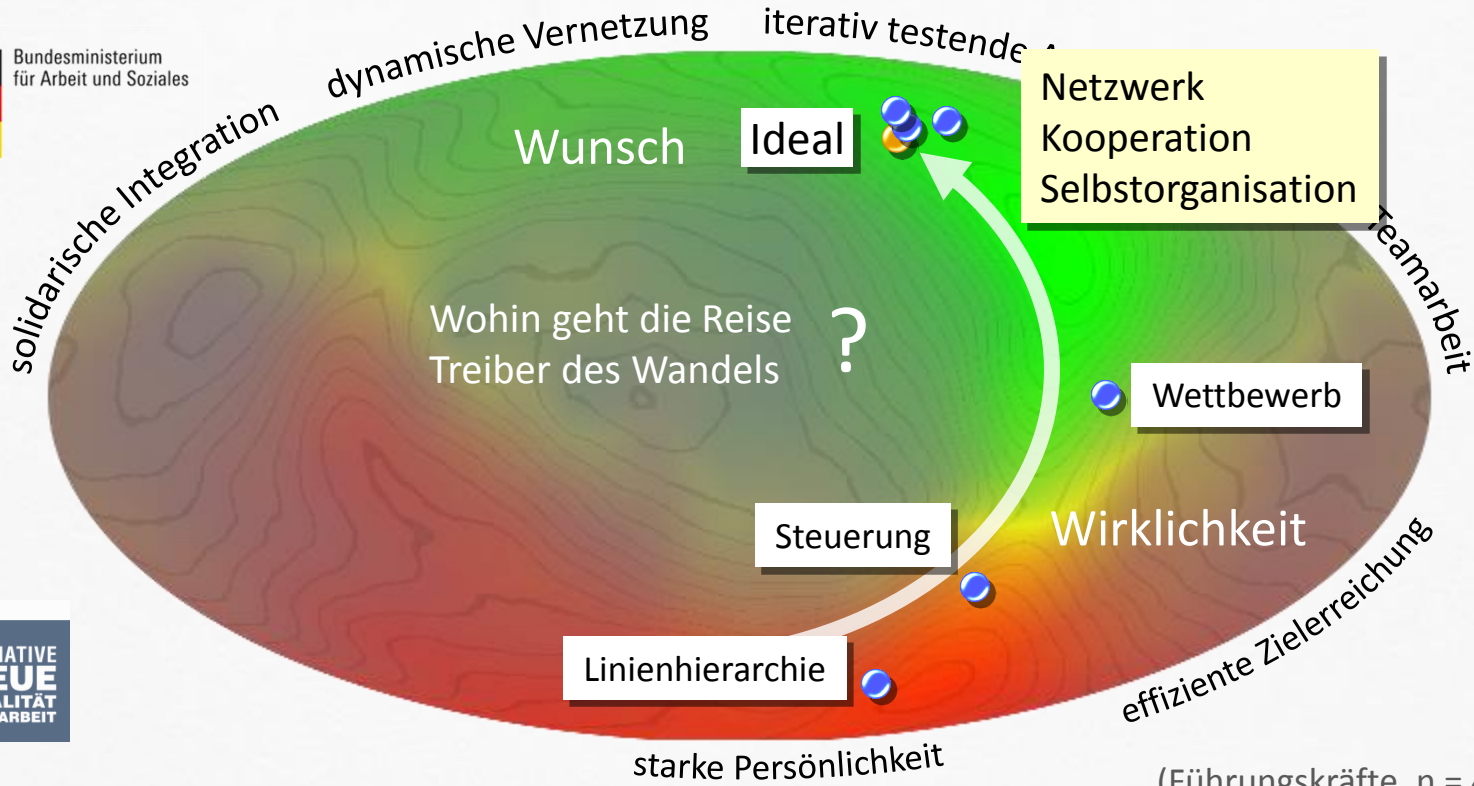 Bundesministerium
für Arbeit und Soziales
dynamische Vernetzung
iterativ testende
solidarische Integration
Wunsch
Ideal
Netzwerk
Kooperation
Selbstorganisation
Teamarbeit
Wohin geht die Reise
Treiber des Wandels
?
Wettbewerb
Steuerung
Wirklichkeit
Linienhierarchie
effiziente Zielerreichung
starke Persönlichkeit
(Führungskräfte, n =